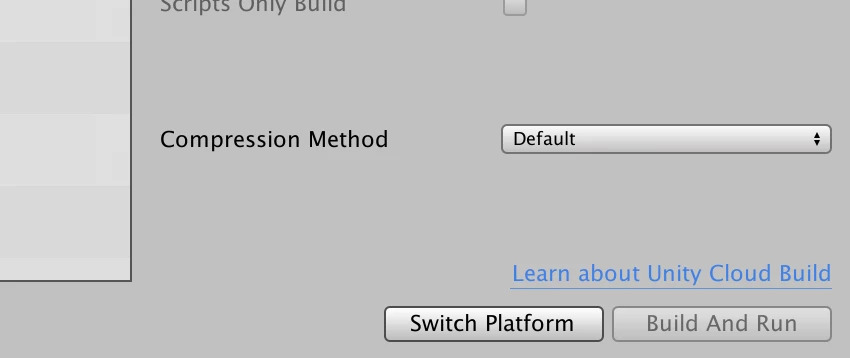 Scripts Only Build
Compression Method Default
Learn about Unity Cloud Build
Switch Platform Build And Run